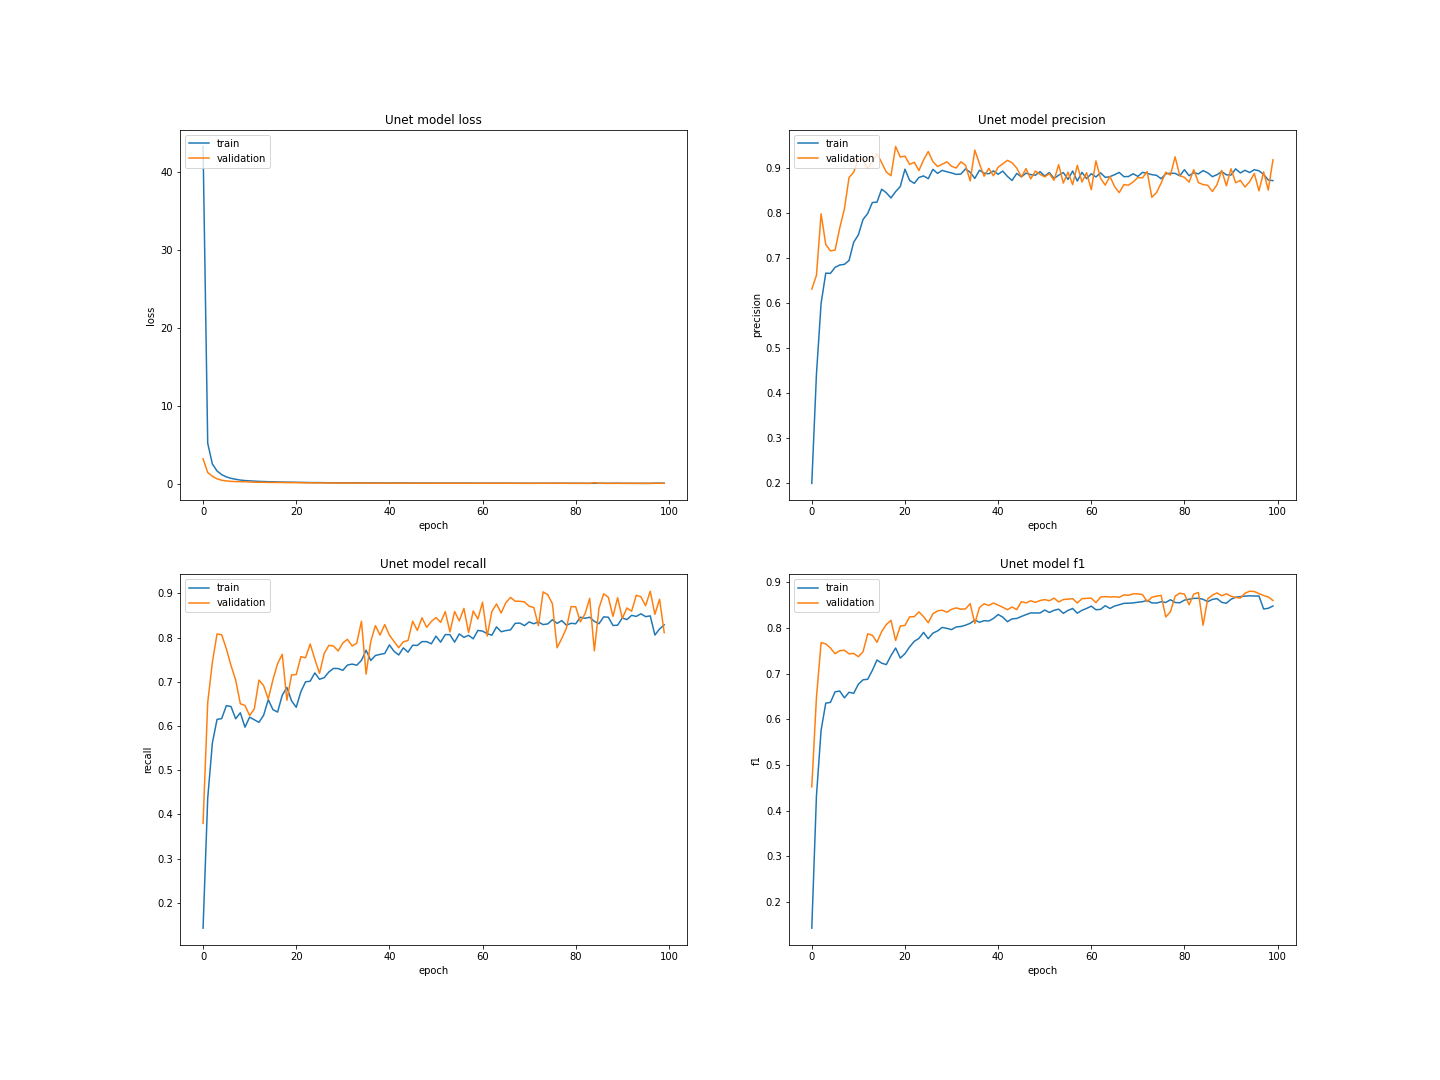 Unet model loss
train
validation
40
30
20
10
0
loss
0 20 40 60 80 100
epoch
Unet model precision
train
validation
0.9
0.8
0.7
0.6
0.5
0.4
0.3
0.2
precision
0 20 40 60 80 100
epoch
Unet model recall
train
validation
0.9
0.8
0.7
0.6
0.5
0.4
0.3
0.2
recall
0 20 40 60 80 100
epoch
Unet model f1
train
validation
0.9
0.8
0.7
0.6
0.5
0.4
0.3
0.2
f1
0 20 40 60 80 100
epoch